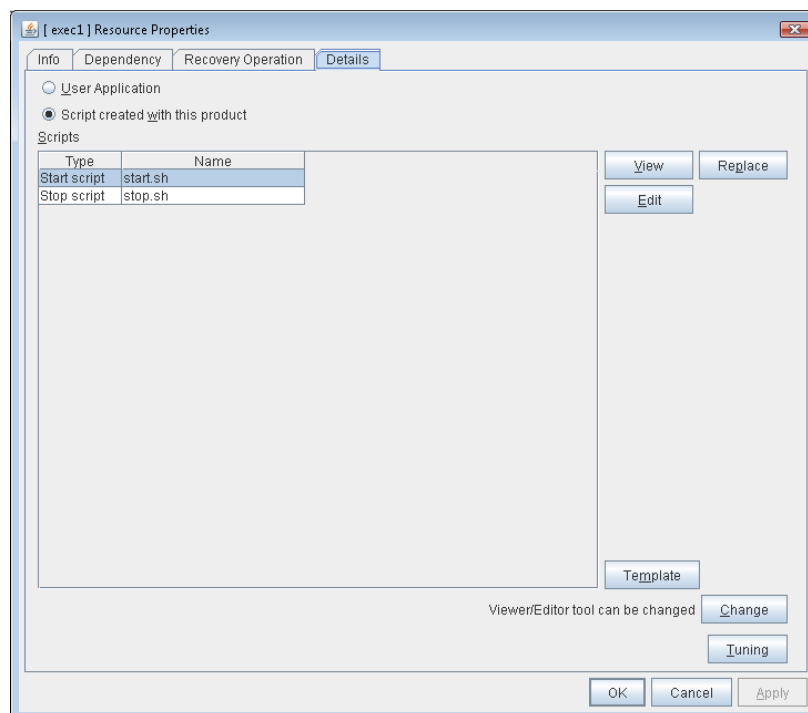 [ exec1 ] Resource Properties
Info Dependency Recovery Operation Details
User Application
Script created with this product
Scripts
Type Name
Start script start.sh
Stop script stop.sh
View Replace
Edit
Template
Viewer/Editor tool can be changed Change
Tuning
OK Cancel Apply